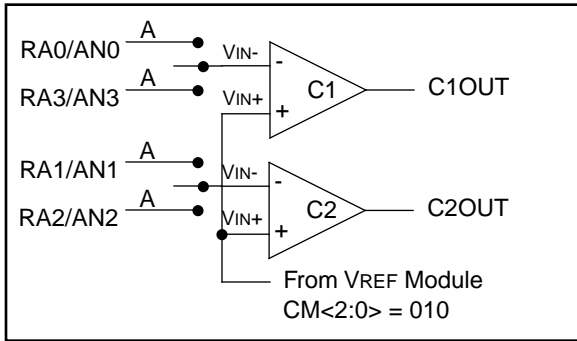 RA0/AN0 A VIN- -
RA3/AN3 A VIN+ + C1 C1OUT
RA1/AN1 A VIN- -
RA2/AN2 A VIN+ + C2 C2OUT
From VREF Module
CM<2:0> = 010